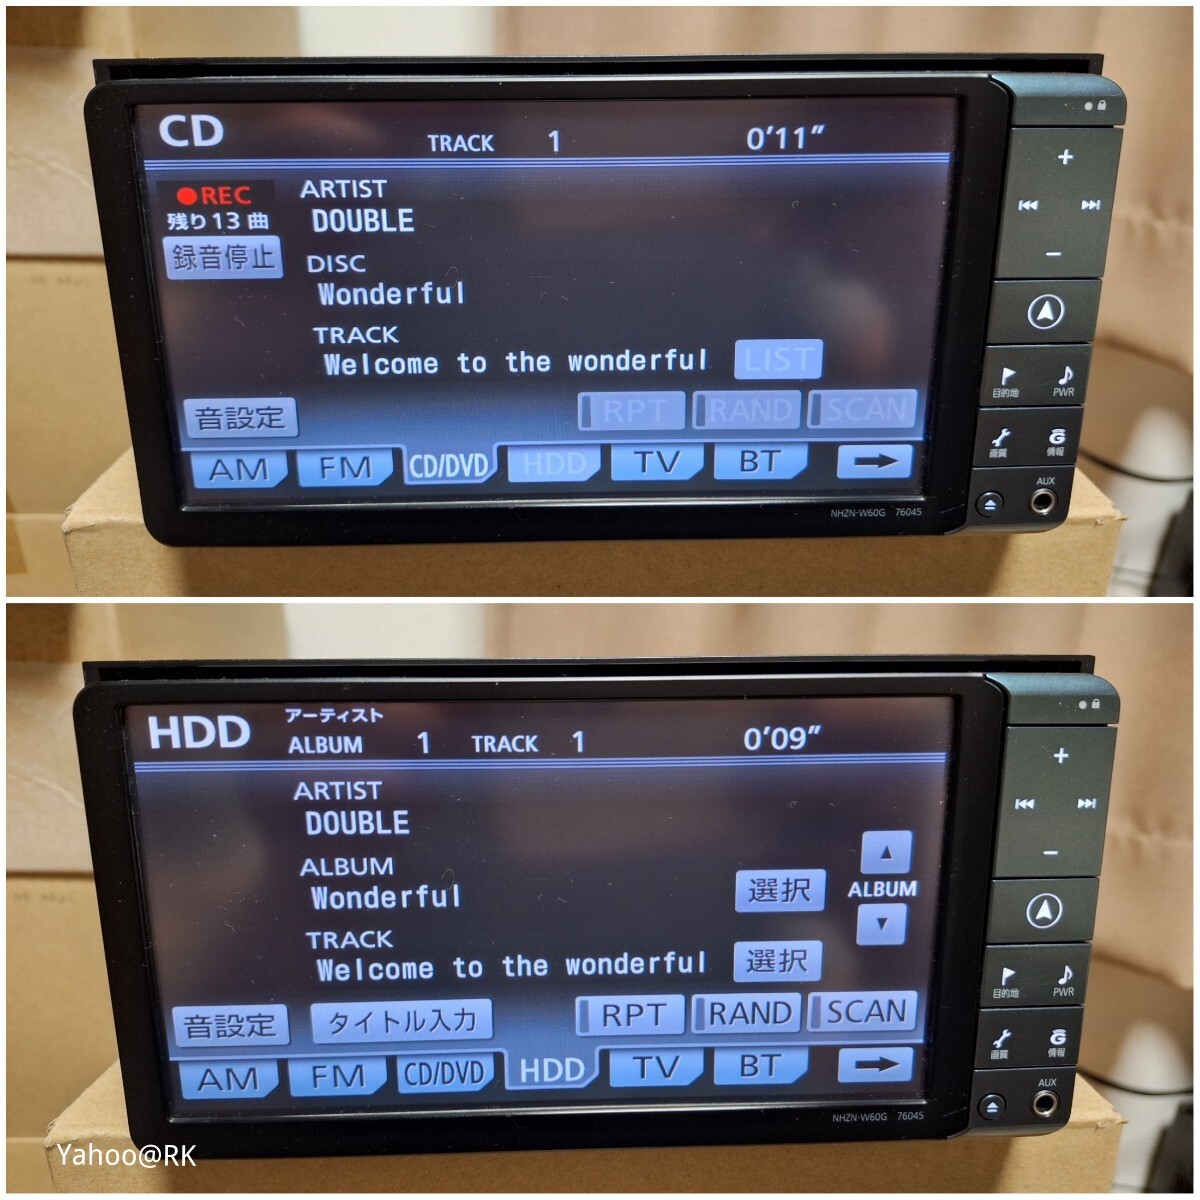 CD TRACK 1 0'11"
●REC
残り13 曲
録音停止
ARTIST
DOUBLE
DISC
Wonderful
TRACK
Welcome to the wonderful LIST
音設定 RPT RAND SCAN
AM FM CD/DVD HDD TV BT
+
-
目的地 PWR
画質 G情報
AUX
NHZN-W60G 76045
HDD アーティスト
ALBUM 1 TRACK 1 0'09"
ARTIST
DOUBLE
ALBUM
Wonderful 選択 ALBUM
TRACK
Welcome to the wonderful 選択
音設定 タイトル入力 RPT RAND SCAN
AM FM CD/DVD HDD TV BT
+
-
目的地 PWR
画質 G情報
AUX
NHZN-W60G 76045
Yahoo@RK